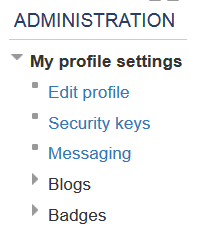 ADMINISTRATION
My profile settings
Edit profile
Security keys
Messaging
Blogs
Badges